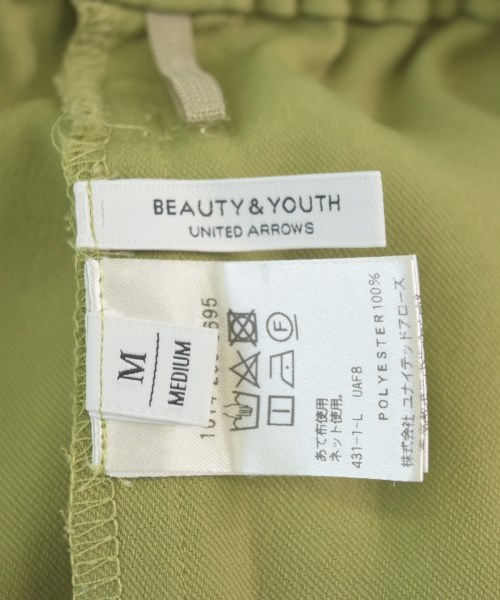 BEAUTY & YOUTH
UNITED ARROWS
M
MEDIUM
695
F
あて布使用。
ネット使用。
431-1-L UAF8
POLYESTER 100%
株式会社 ユナイテッドアローズ